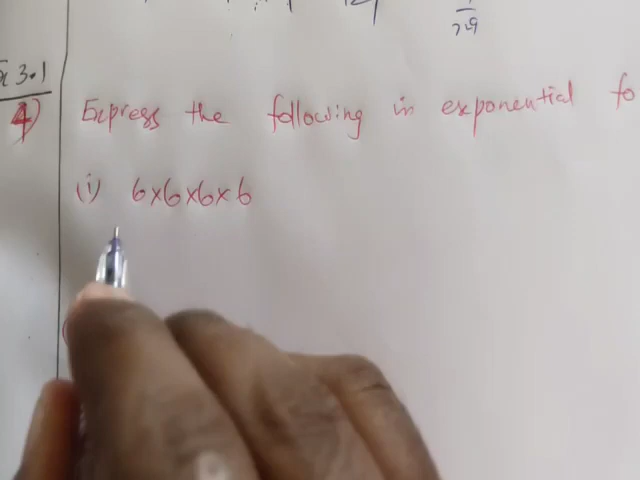 Ex 3.1
4) Express the following in exponential fo
(i) 6×6×6×6